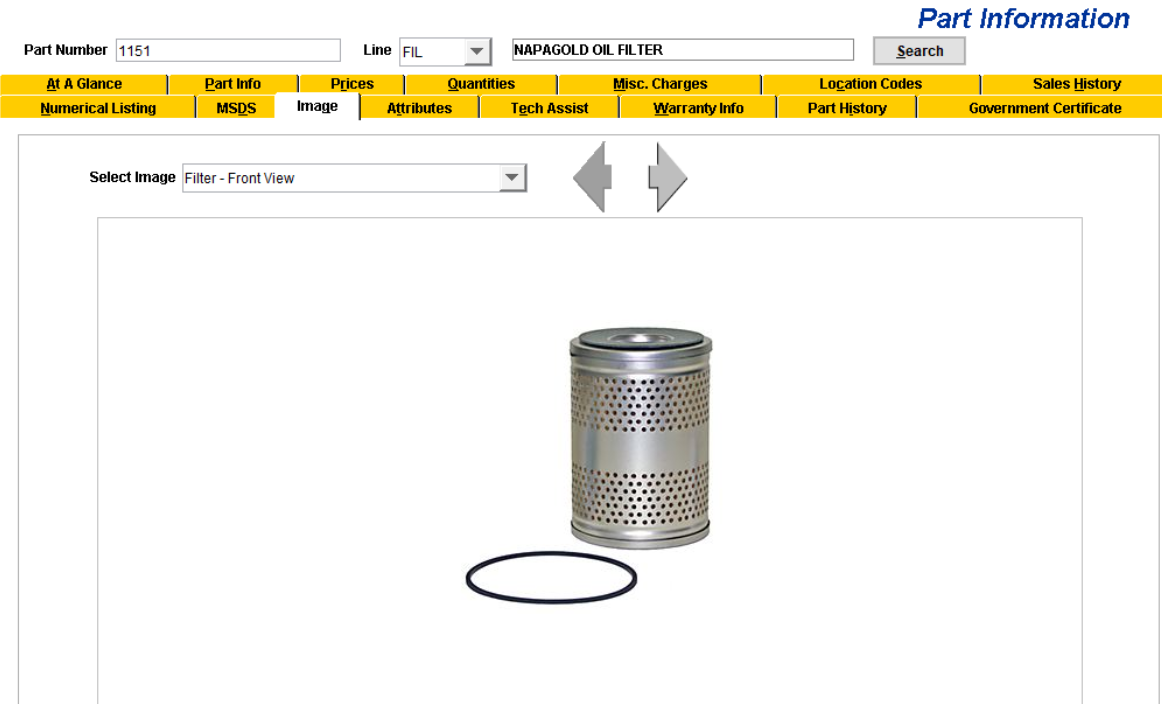 Part Information
Part Number 1151 Line FIL NAPAGOLD OIL FILTER Search
At A Glance Part Info Prices Quantities Misc. Charges Location Codes Sales History
Numerical Listing MSDS Image Attributes Tech Assist Warranty Info Part History Government Certificate
Select Image Filter - Front View